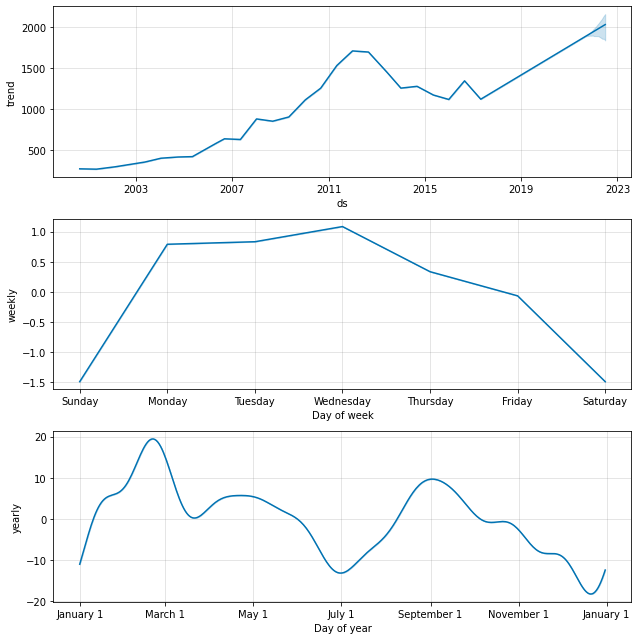 2000
1500
1000
500
trend
2003 2007 2011 2015 2019 2023
ds
1.0
0.5
0.0
−0.5
−1.0
−1.5
weekly
Sunday Monday Tuesday Wednesday Thursday Friday Saturday
Day of week
20
10
0
−10
−20
yearly
January 1 March 1 May 1 July 1 September 1 November 1 January 1
Day of year